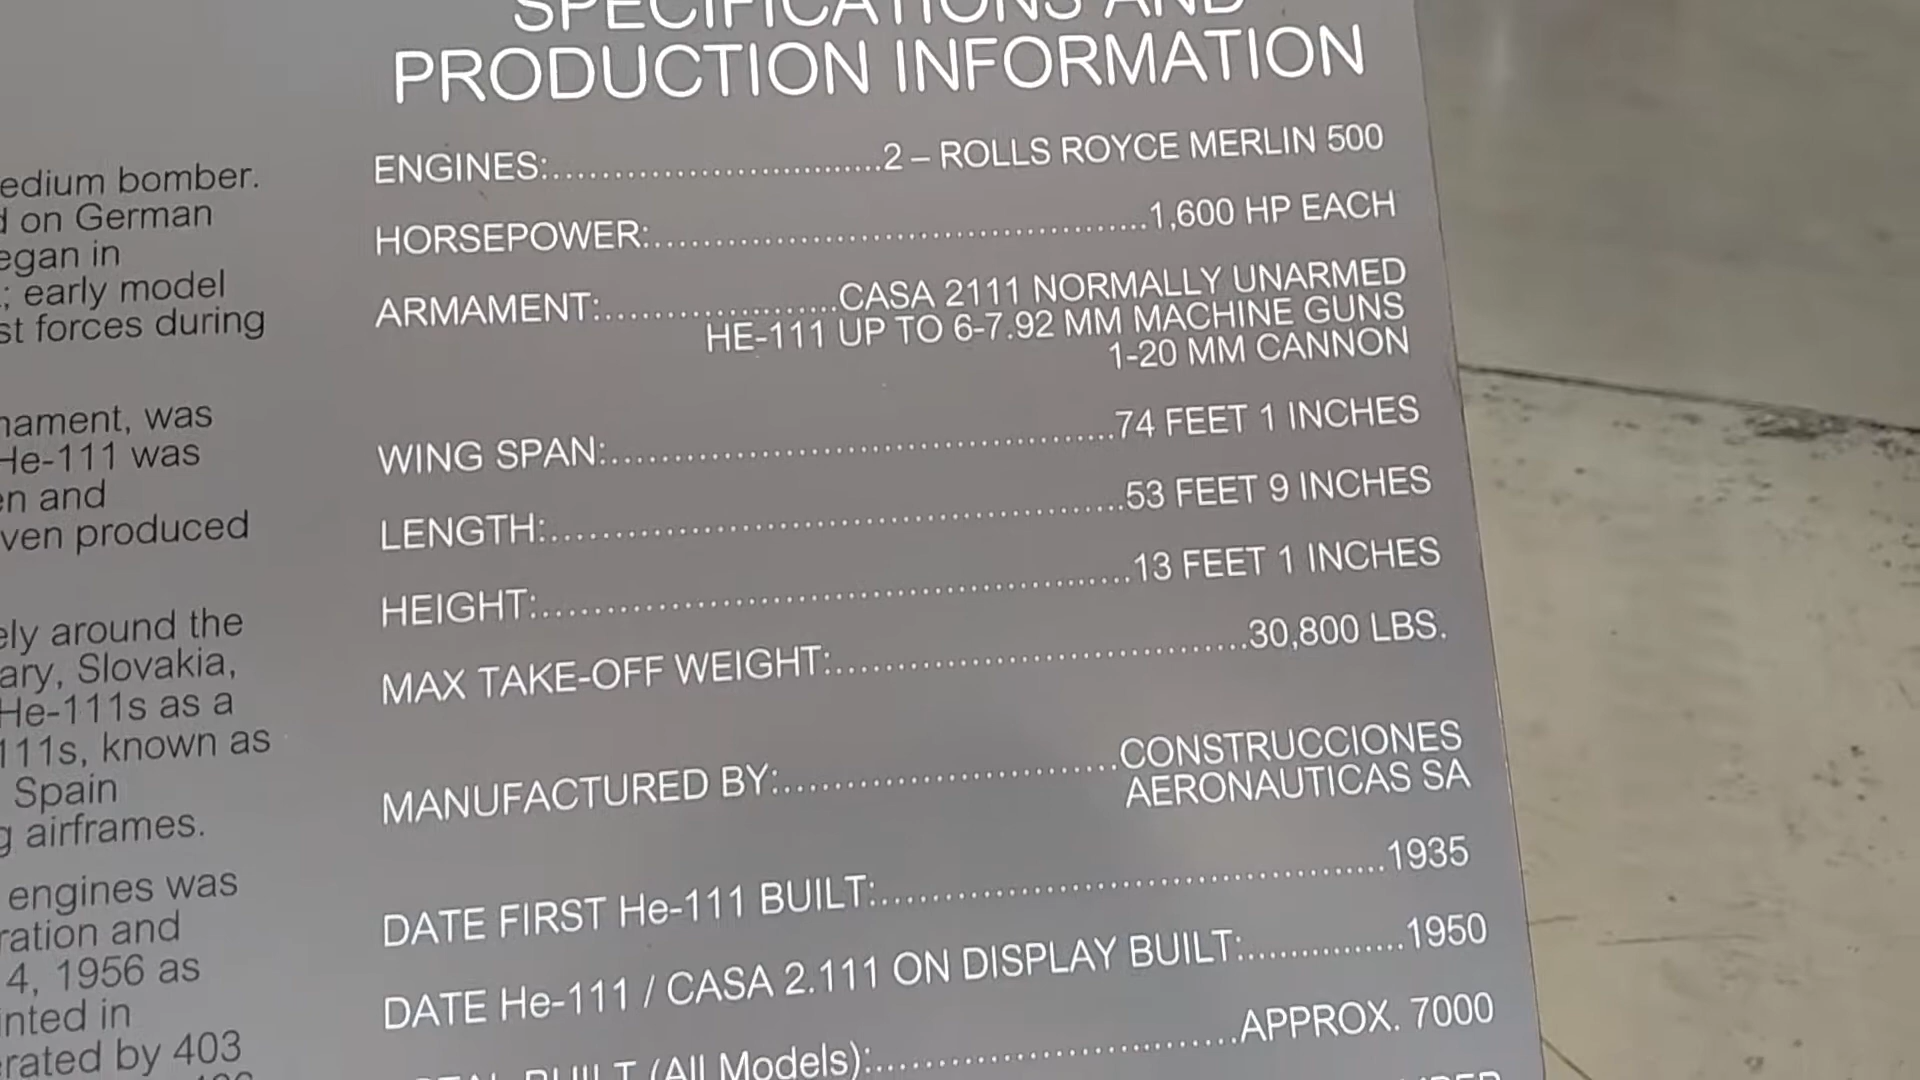 edium bomber.
on German
egan in
; early model
st forces during
nament, was
He-111 was
en and
ven produced
ely around the
ary, Slovakia,
He-111s as a
111s, known as
Spain
g airframes.
engines was
ration and
4, 1956 as
inted in
erated by 403
SPECIFICATIONS AND
PRODUCTION INFORMATION
ENGINES:..............................2 – ROLLS ROYCE MERLIN 500
HORSEPOWER:..............................1,600 HP EACH
ARMAMENT:..............................CASA 2111 NORMALLY UNARMED
HE-111 UP TO 6-7.92 MM MACHINE GUNS
1-20 MM CANNON
WING SPAN:..............................74 FEET 1 INCHES
LENGTH:..............................53 FEET 9 INCHES
HEIGHT:..............................13 FEET 1 INCHES
MAX TAKE-OFF WEIGHT:..............................30,800 LBS.
MANUFACTURED BY:..............................CONSTRUCCIONES
AERONAUTICAS SA
DATE FIRST He-111 BUILT:..............................1935
DATE He-111 / CASA 2.111 ON DISPLAY BUILT:...............1950
BUILT (All Models):..............................APPROX. 7000